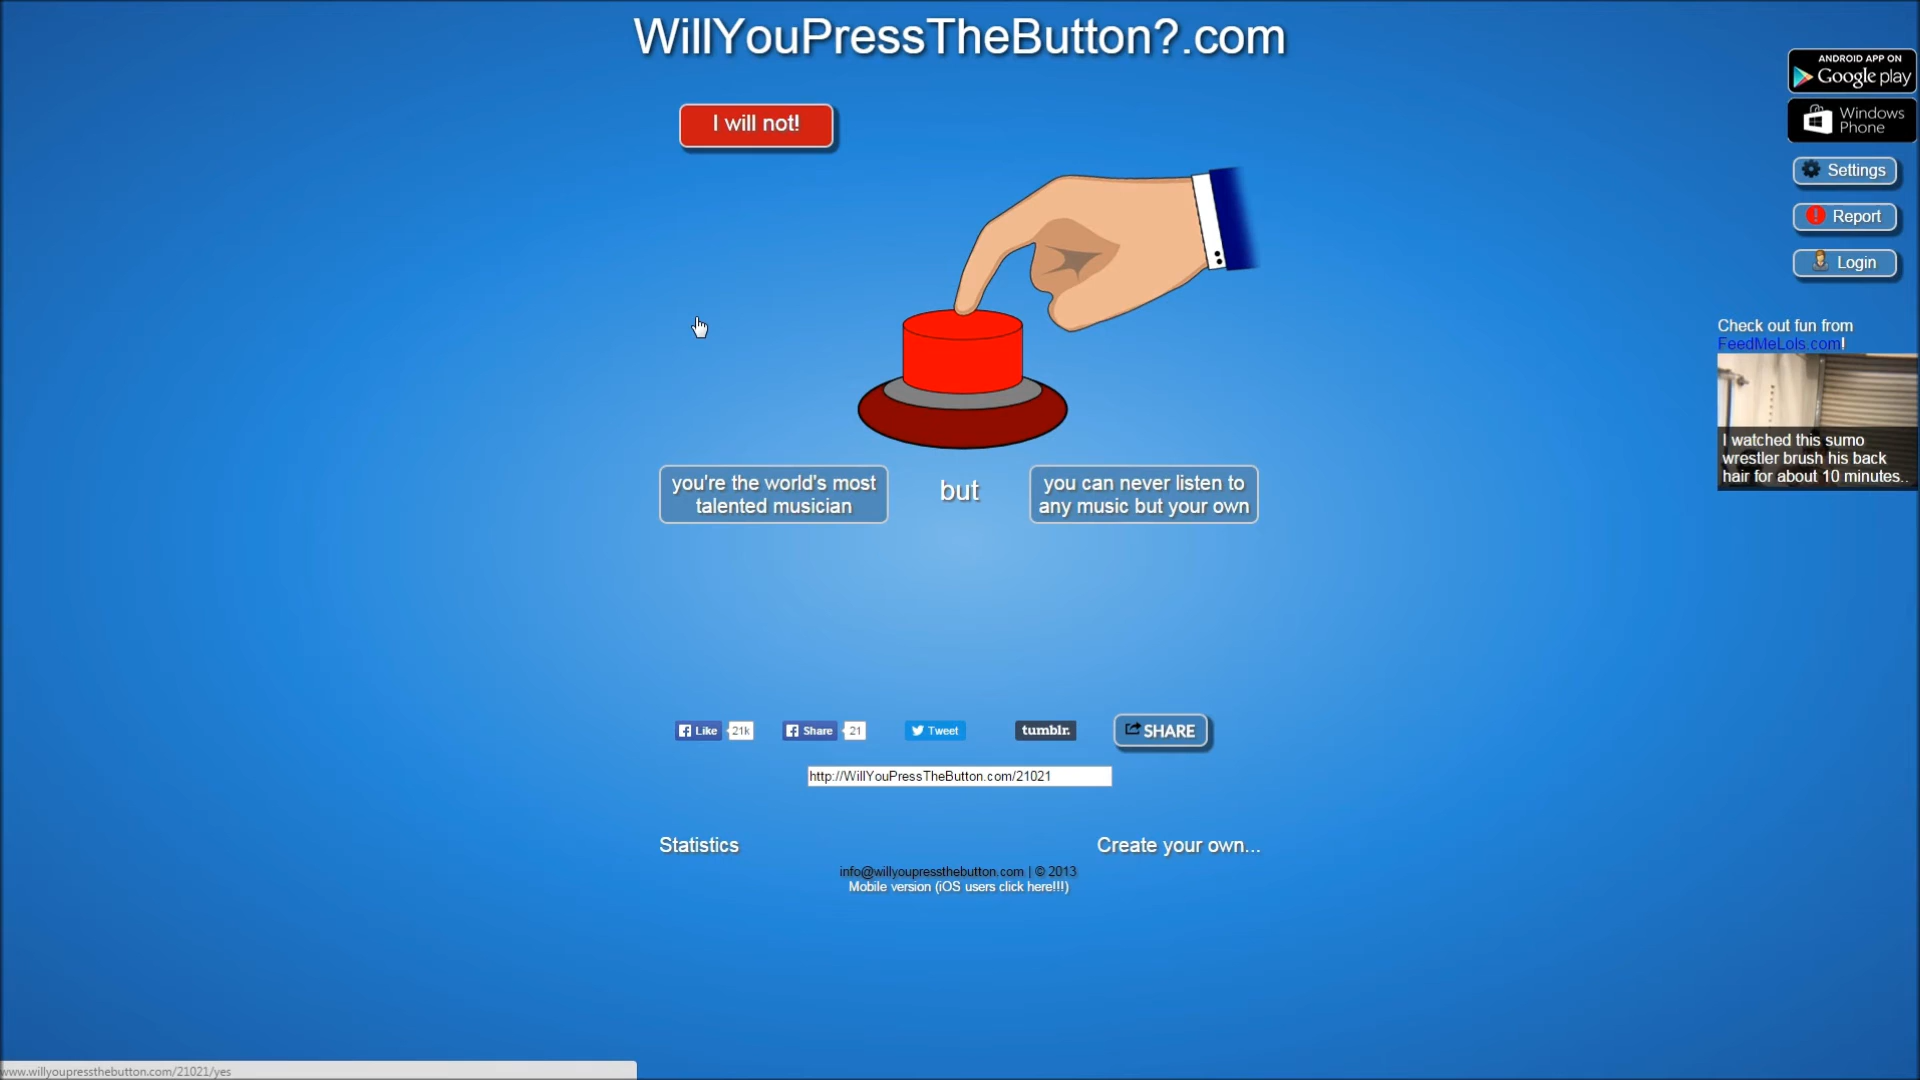 WillYouPressTheButton?.com
I will not!
ANDROID APP ON
Google play
Windows
Phone
Settings
Report
Login
Check out fun from
FeedMeLols.com!
I watched this sumo
wrestler brush his back
hair for about 10 minutes..
you're the world's most
talented musician
but
you can never listen to
any music but your own
Like 21k
Share 21
Tweet
tumblr.
SHARE
http://WillYouPressTheButton.com/21021
Statistics
Create your own...
info@willyoupressthebutton.com | © 2013
Mobile version (iOS users click here!!!)
www.willyoupressthebutton.com/21021/yes